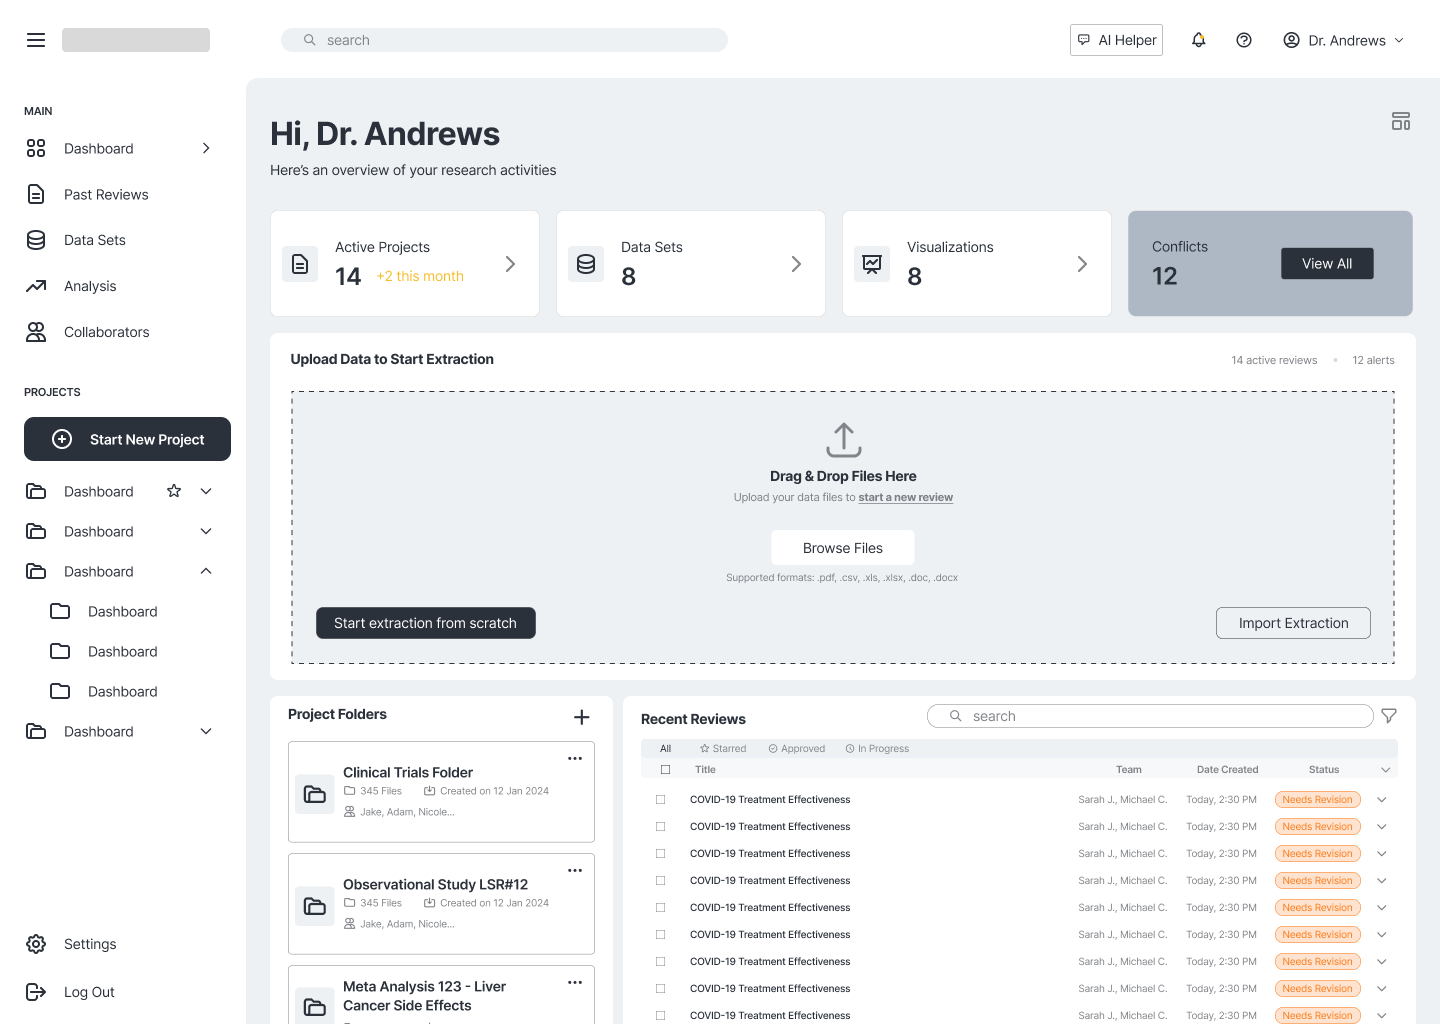 search
AI Helper
Dr. Andrews
MAIN
Dashboard
Past Reviews
Data Sets
Analysis
Collaborators
PROJECTS
Start New Project
Dashboard
Dashboard
Dashboard
Dashboard
Dashboard
Dashboard
Dashboard
Settings
Log Out
Hi, Dr. Andrews
Here's an overview of your research activities
Active Projects
14 +2 this month
Data Sets
8
Visualizations
8
Conflicts
12
View All
Upload Data to Start Extraction
14 active reviews • 12 alerts
Drag & Drop Files Here
Upload your data files to start a new review
Browse Files
Supported formats: .pdf, .csv, .xls, .xlsx, .doc, .docx
Start extraction from scratch
Import Extraction
Project Folders
Clinical Trials Folder
345 Files Created on 12 Jan 2024
Jake, Adam, Nicole...
Observational Study LSR#12
345 Files Created on 12 Jan 2024
Jake, Adam, Nicole...
Meta Analysis 123 - Liver
Cancer Side Effects
Recent Reviews
search
All Starred Approved In Progress
Title Team Date Created Status
COVID-19 Treatment Effectiveness Sarah J., Michael C. Today, 2:30 PM Needs Revision
COVID-19 Treatment Effectiveness Sarah J., Michael C. Today, 2:30 PM Needs Revision
COVID-19 Treatment Effectiveness Sarah J., Michael C. Today, 2:30 PM Needs Revision
COVID-19 Treatment Effectiveness Sarah J., Michael C. Today, 2:30 PM Needs Revision
COVID-19 Treatment Effectiveness Sarah J., Michael C. Today, 2:30 PM Needs Revision
COVID-19 Treatment Effectiveness Sarah J., Michael C. Today, 2:30 PM Needs Revision
COVID-19 Treatment Effectiveness Sarah J., Michael C. Today, 2:30 PM Needs Revision
COVID-19 Treatment Effectiveness Sarah J., Michael C. Today, 2:30 PM Needs Revision
COVID-19 Treatment Effectiveness Sarah J., Michael C. Today, 2:30 PM Needs Revision